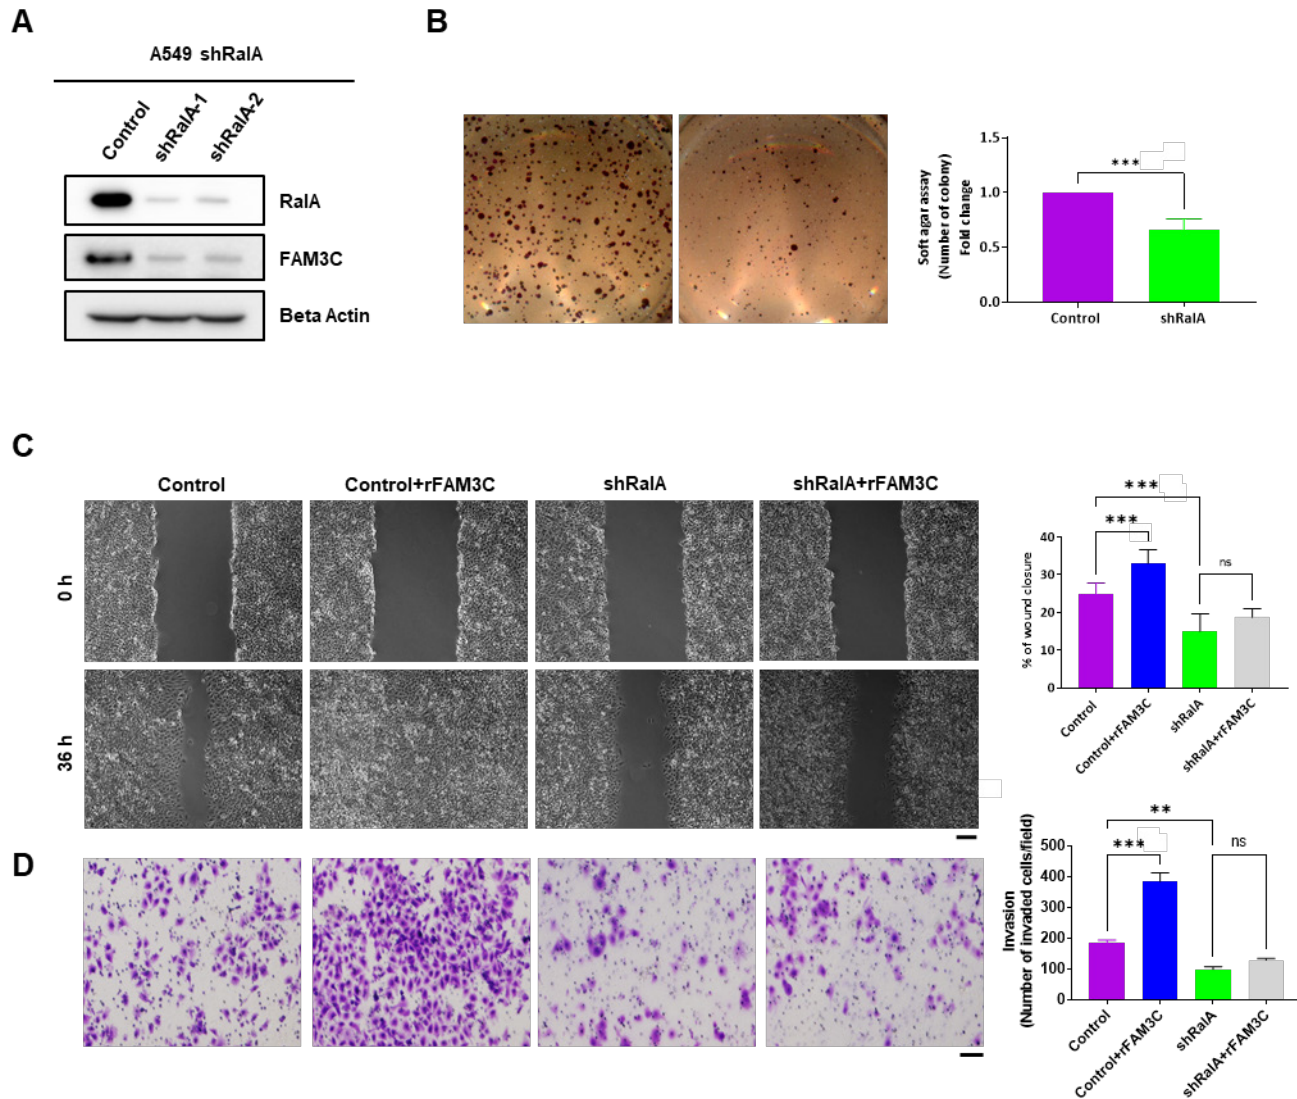 A
A549 shRalA
Control
shRalA-1
shRalA-2
RalA
FAM3C
Beta Actin
B
Soft agar assay
(Number of colony)
Fold change
1.5
1.0
0.5
0.0
***
Control
shRalA
C
Control
Control+rFAM3C
shRalA
shRalA+rFAM3C
0 h
36 h
% of wound closure
40
30
20
10
0
***
***
ns
Control
Control+rFAM3C
shRalA
shRalA+rFAM3C
D
Invasion
(Number of invaded cells/field)
500
400
300
200
100
0
**
***
ns
Control
Control+rFAM3C
shRalA
shRalA+rFAM3C